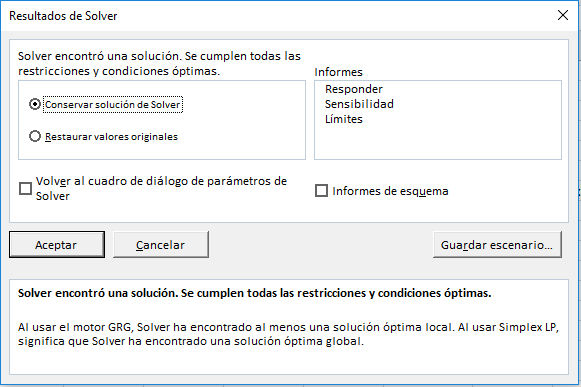 Resultados de Solver
Solver encontró una solución. Se cumplen todas las
restricciones y condiciones óptimas.
Conservar solución de Solver
Restaurar valores originales
Informes
Responder
Sensibilidad
Límites
Volver al cuadro de diálogo de parámetros de
Solver
Informes de esquema
Aceptar
Cancelar
Guardar escenario...
Solver encontró una solución. Se cumplen todas las restricciones y condiciones óptimas.
Al usar el motor GRG, Solver ha encontrado al menos una solución óptima local. Al usar Simplex LP,
significa que Solver ha encontrado una solución óptima global.